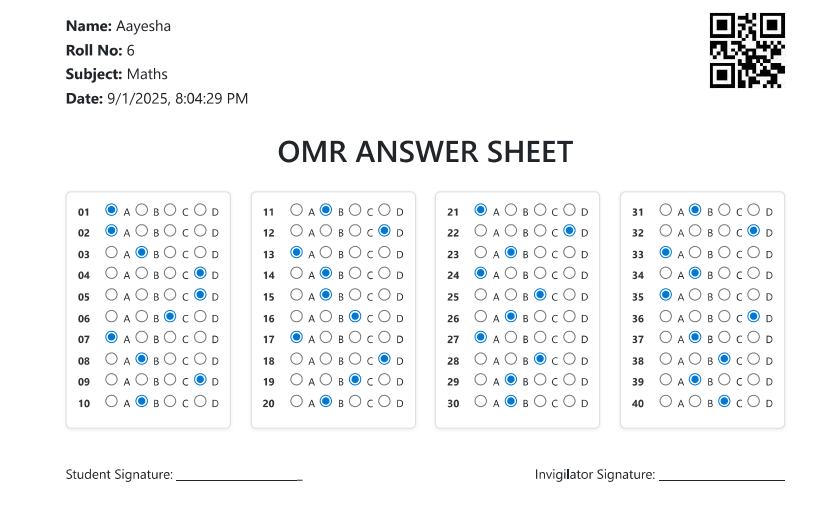 Name: Aayesha
Roll No: 6
Subject: Maths
Date: 9/1/2025, 8:04:29 PM
OMR ANSWER SHEET
01 A B C D
02 A B C D
03 A B C D
04 A B C D
05 A B C D
06 A B C D
07 A B C D
08 A B C D
09 A B C D
10 A B C D
11 A B C D
12 A B C D
13 A B C D
14 A B C D
15 A B C D
16 A B C D
17 A B C D
18 A B C D
19 A B C D
20 A B C D
21 A B C D
22 A B C D
23 A B C D
24 A B C D
25 A B C D
26 A B C D
27 A B C D
28 A B C D
29 A B C D
30 A B C D
31 A B C D
32 A B C D
33 A B C D
34 A B C D
35 A B C D
36 A B C D
37 A B C D
38 A B C D
39 A B C D
40 A B C D
Student Signature: ____________________
Invigilator Signature: ____________________